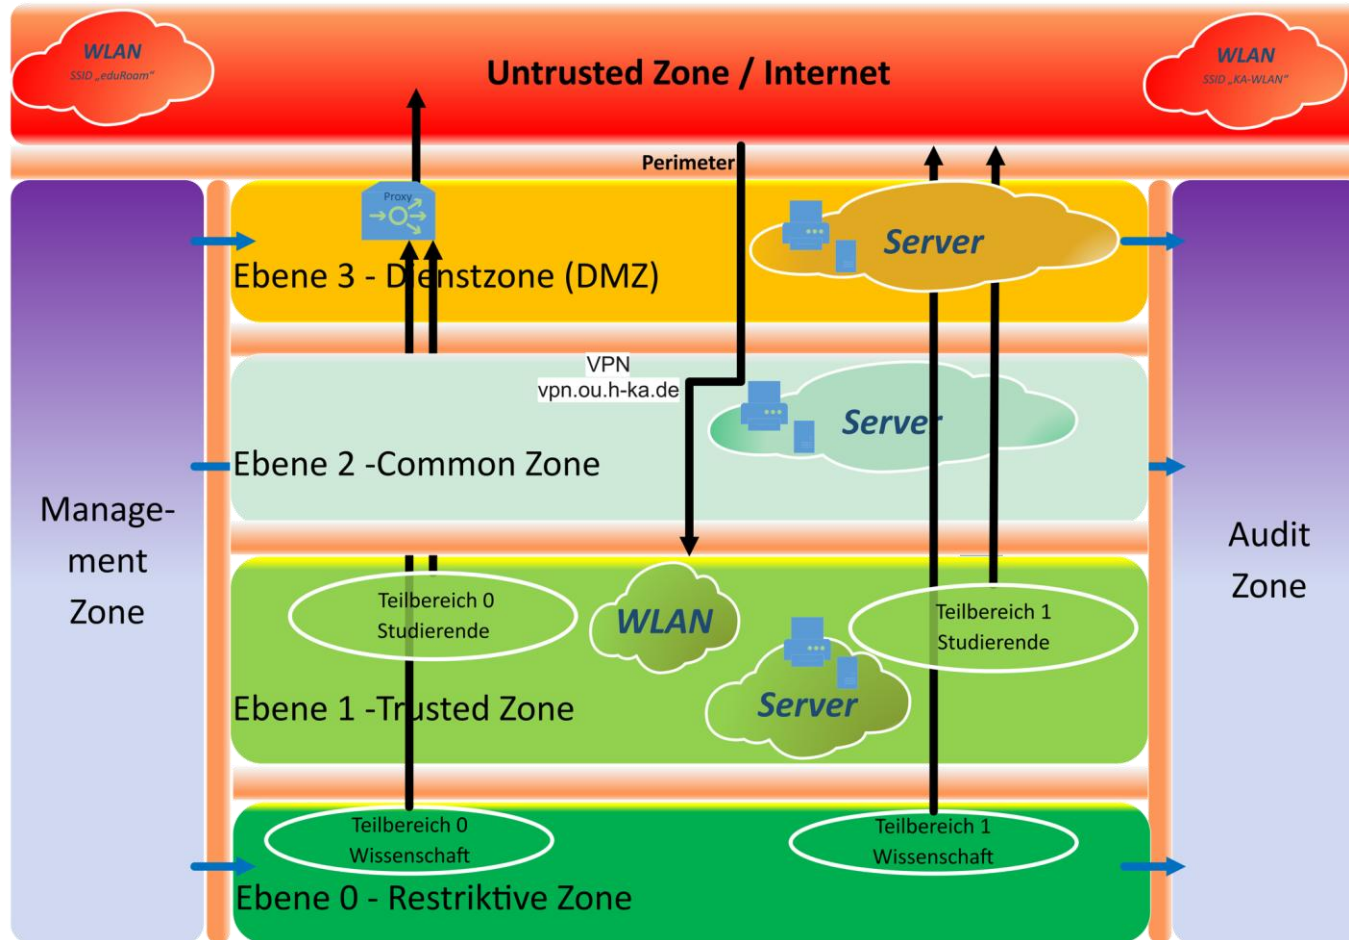 WLAN
SSID „eduRoam“
Untrusted Zone / Internet
WLAN
SSID „KA-WLAN“
Perimeter
Proxy
Server
Ebene 3 - Dienstzone (DMZ)
VPN
vpn.ou.h-ka.de
Server
Ebene 2 -Common Zone
Manage-
ment
Zone
Audit
Zone
Teilbereich 0
Studierende
WLAN
Teilbereich 1
Studierende
Server
Ebene 1 -Trusted Zone
Teilbereich 0
Wissenschaft
Teilbereich 1
Wissenschaft
Ebene 0 - Restriktive Zone